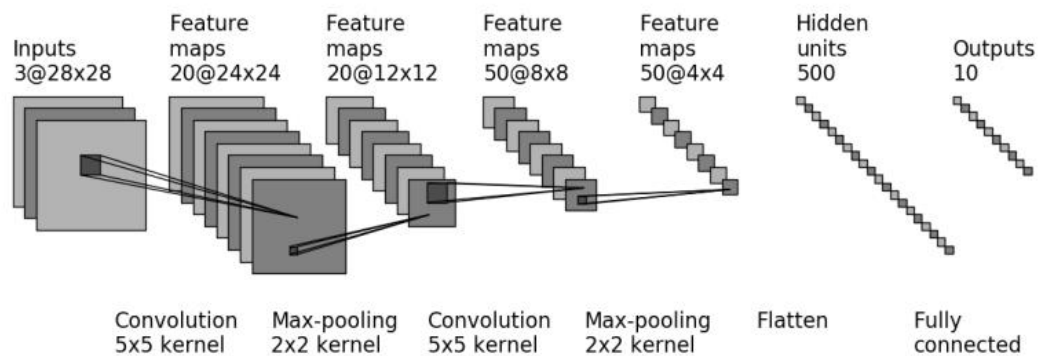 Inputs
3@28x28
Feature
maps
20@24x24
Feature
maps
20@12x12
Feature
maps
50@8x8
Feature
maps
50@4x4
Hidden
units
500
Outputs
10
Convolution
5x5 kernel
Max-pooling
2x2 kernel
Convolution
5x5 kernel
Max-pooling
2x2 kernel
Flatten
Fully
connected